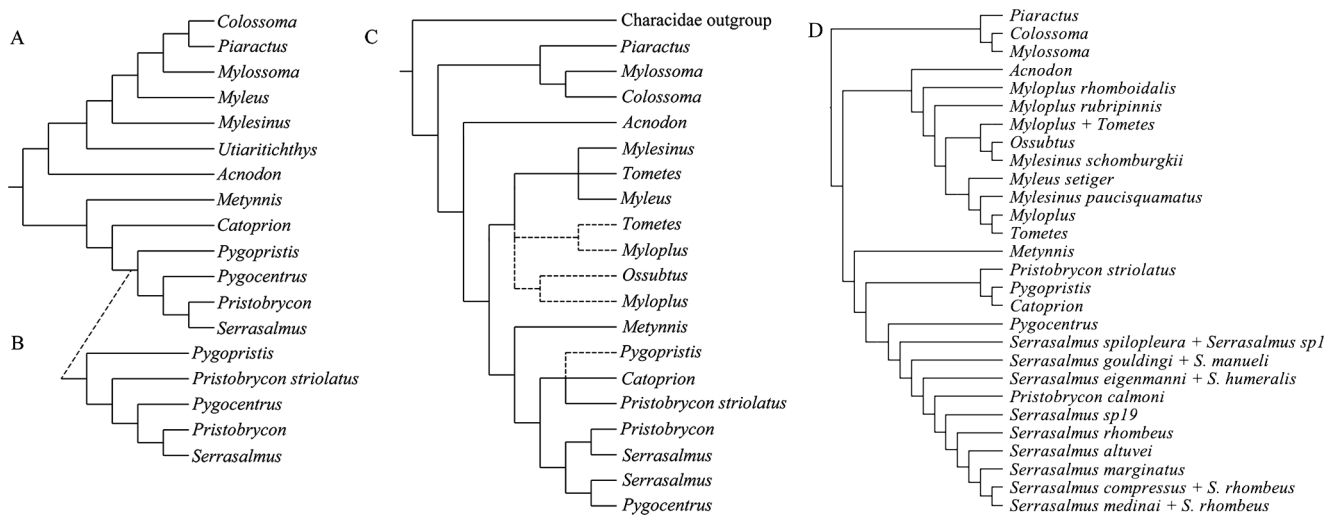 A
Colossoma
Piaractus
Mylossoma
Myleus
Mylesinus
Utiaritichthys
Acnodon
Metynnis
Catoprion
Pygopristis
Pygocentrus
Pristobrycon
Serrasalmus
B
Pygopristis
Pristobrycon striolatus
Pygocentrus
Pristobrycon
Serrasalmus
C
Characidae outgroup
Piaractus
Mylossoma
Colossoma
Acnodon
Mylesinus
Tometes
Myleus
Tometes
Myloplus
Ossubtus
Myloplus
Metynnis
Pygopristis
Catoprion
Pristobrycon striolatus
Pristobrycon
Serrasalmus
Serrasalmus
Pygocentrus
D
Piaractus
Colossoma
Mylossoma
Acnodon
Myloplus rhomboidalis
Myloplus rubripinnis
Myloplus + Tometes
Ossubtus
Mylesinus schomburgkii
Myleus setiger
Mylesinus paucisquamatus
Myloplus
Tometes
Metynnis
Pristobrycon striolatus
Pygopristis
Catoprion
Pygocentrus
Serrasalmus spilopleura + Serrasalmus sp1
Serrasalmus gouldingi + S. manueli
Serrasalmus eigenmanni + S. humeralis
Pristobrycon calmoni
Serrasalmus sp19
Serrasalmus rhombeus
Serrasalmus altuvei
Serrasalmus marginatus
Serrasalmus compressus + S. rhombeus
Serrasalmus medinai + S. rhombeus